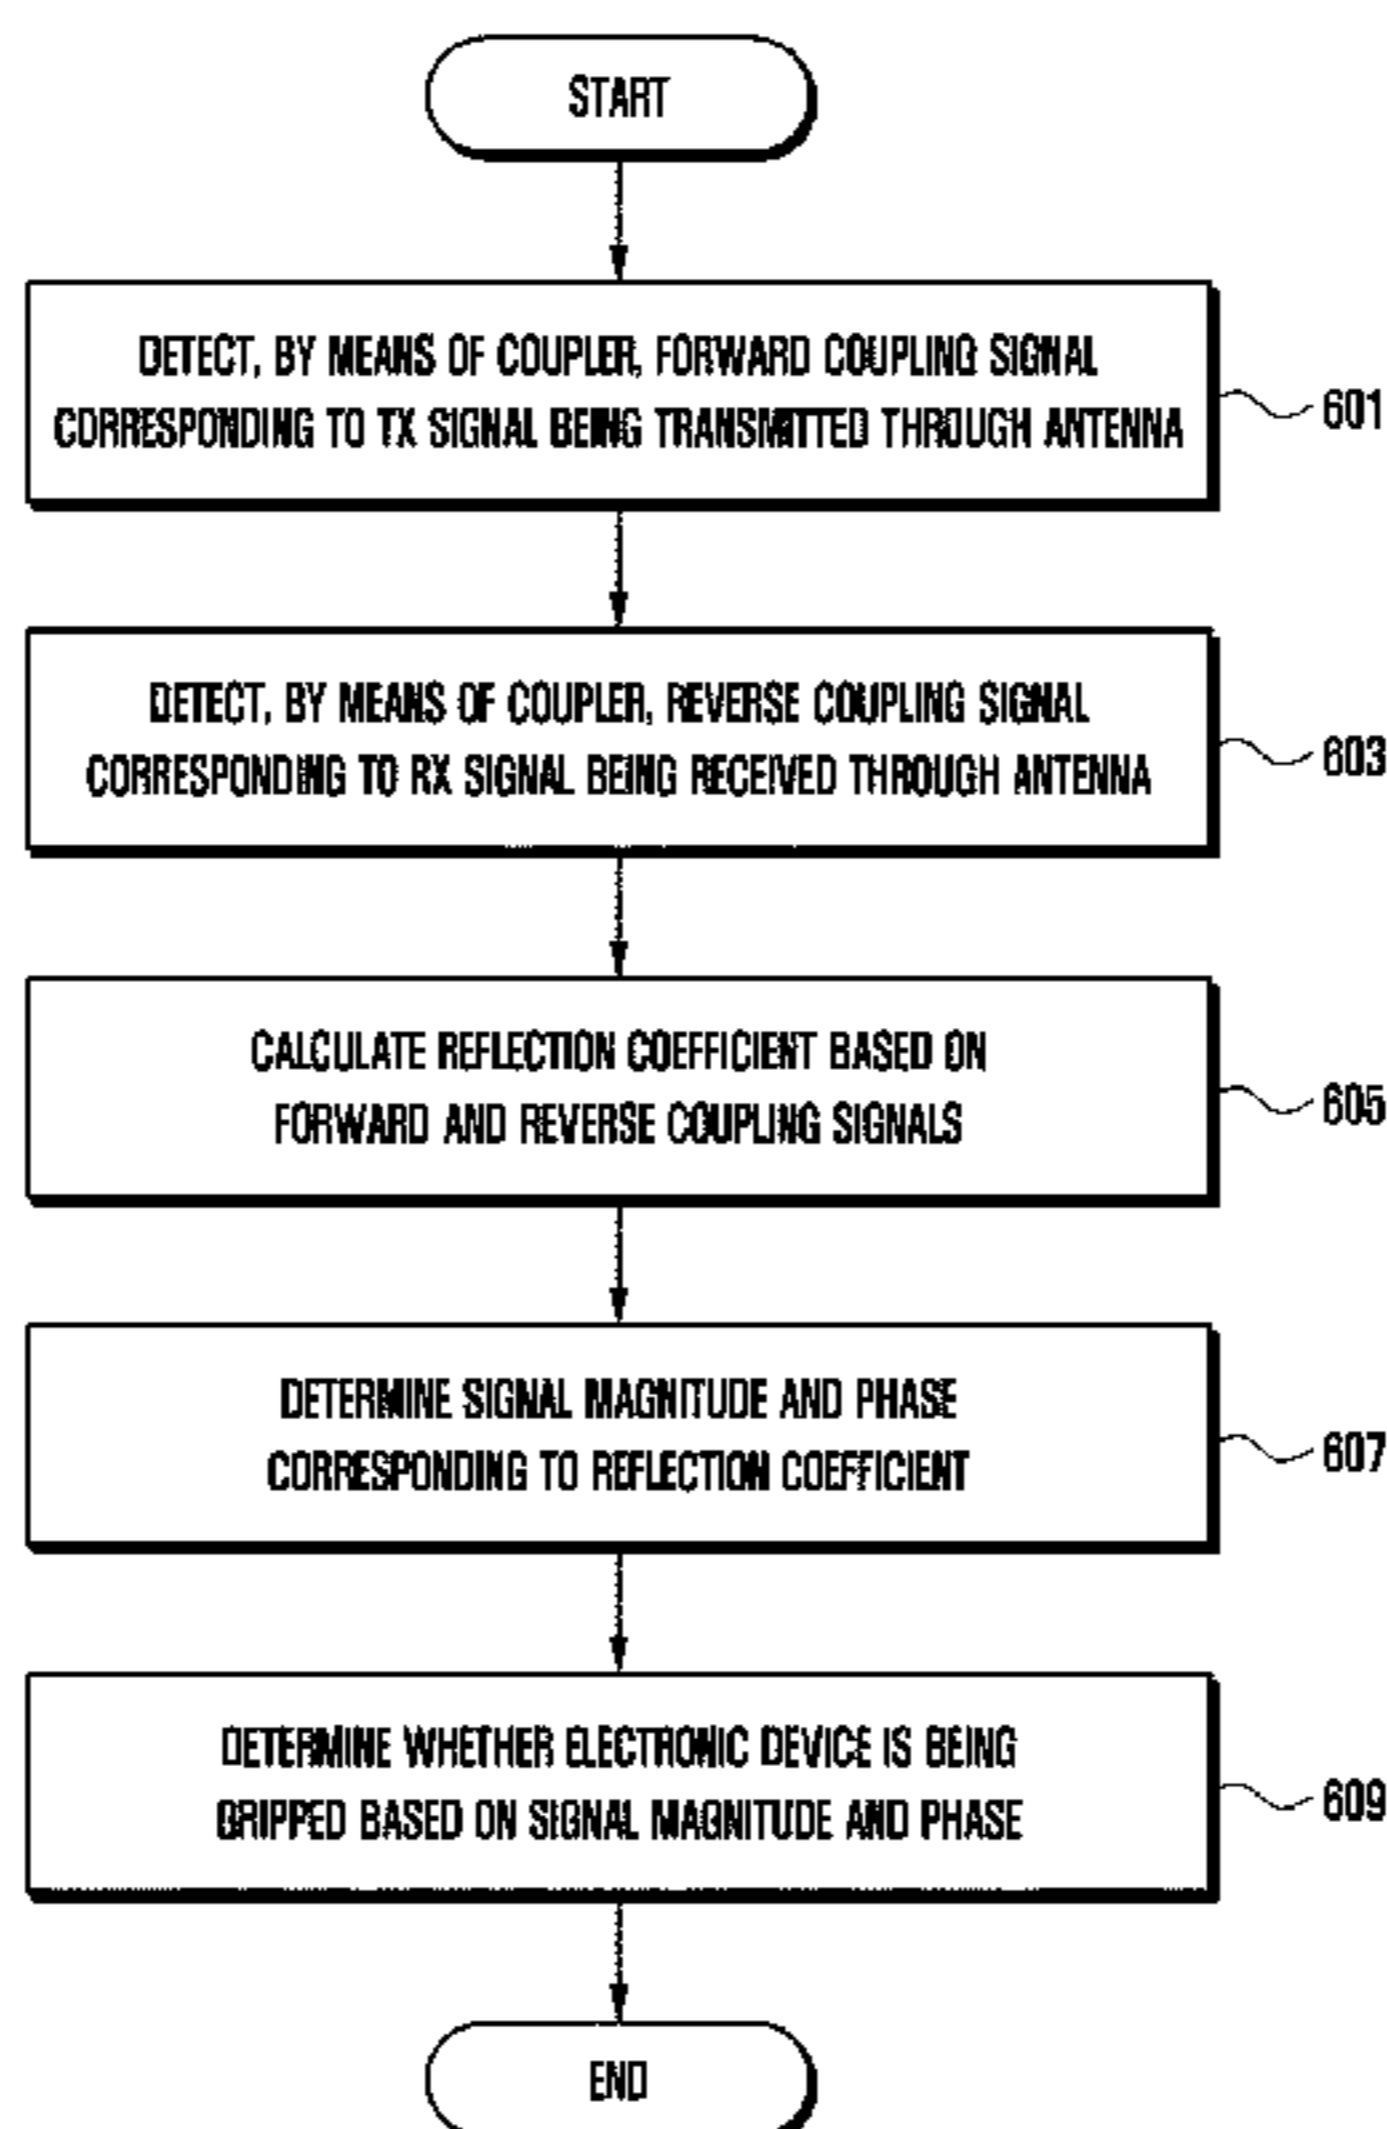 START
DETECT, BY MEANS OF COUPLER, FORWARD COUPLING SIGNAL
CORRESPONDING TO TX SIGNAL BEING TRANSMITTED THROUGH ANTENNA
601
DETECT, BY MEANS OF COUPLER, REVERSE COUPLING SIGNAL
CORRESPONDING TO RX SIGNAL BEING RECEIVED THROUGH ANTENNA
603
CALCULATE REFLECTION COEFFICIENT BASED ON
FORWARD AND REVERSE COUPLING SIGNALS
605
DETERMINE SIGNAL MAGNITUDE AND PHASE
CORRESPONDING TO REFLECTION COEFFICIENT
607
DETERMINE WHETHER ELECTRONIC DEVICE IS BEING
GRIPPED BASED ON SIGNAL MAGNITUDE AND PHASE
609
END